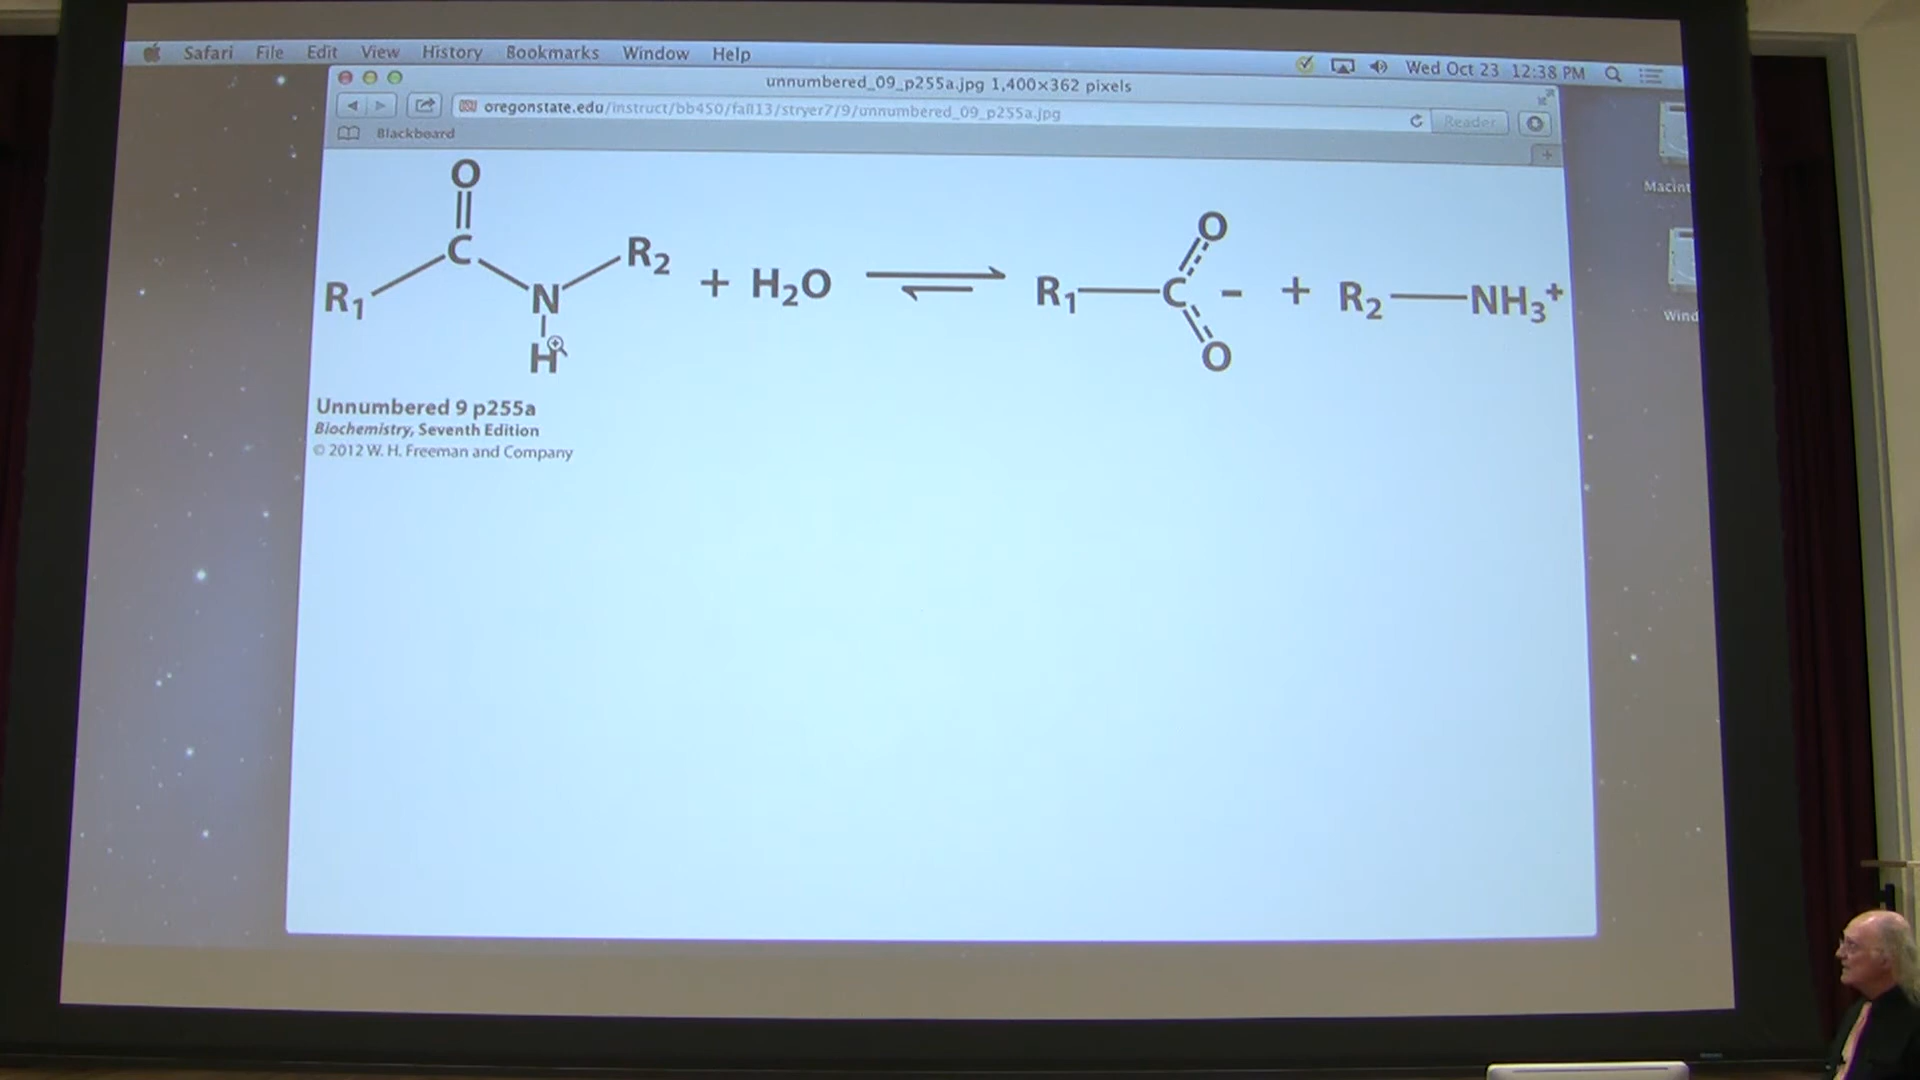 Safari File Edit View History Bookmarks Window Help Wed Oct 23 12:38 PM
unnumbered_09_p255a.jpg 1,400×362 pixels
oregonstate.edu/instruct/bb450/fall13/stryer7/9/unnumbered_09_p255a.jpg Reader
Blackboard
O
C
R1
N
H
R2
+ H2O
R1 C O O - + R2 NH3+
Macint
Wind
Unnumbered 9 p255a
Biochemistry, Seventh Edition
© 2012 W. H. Freeman and Company